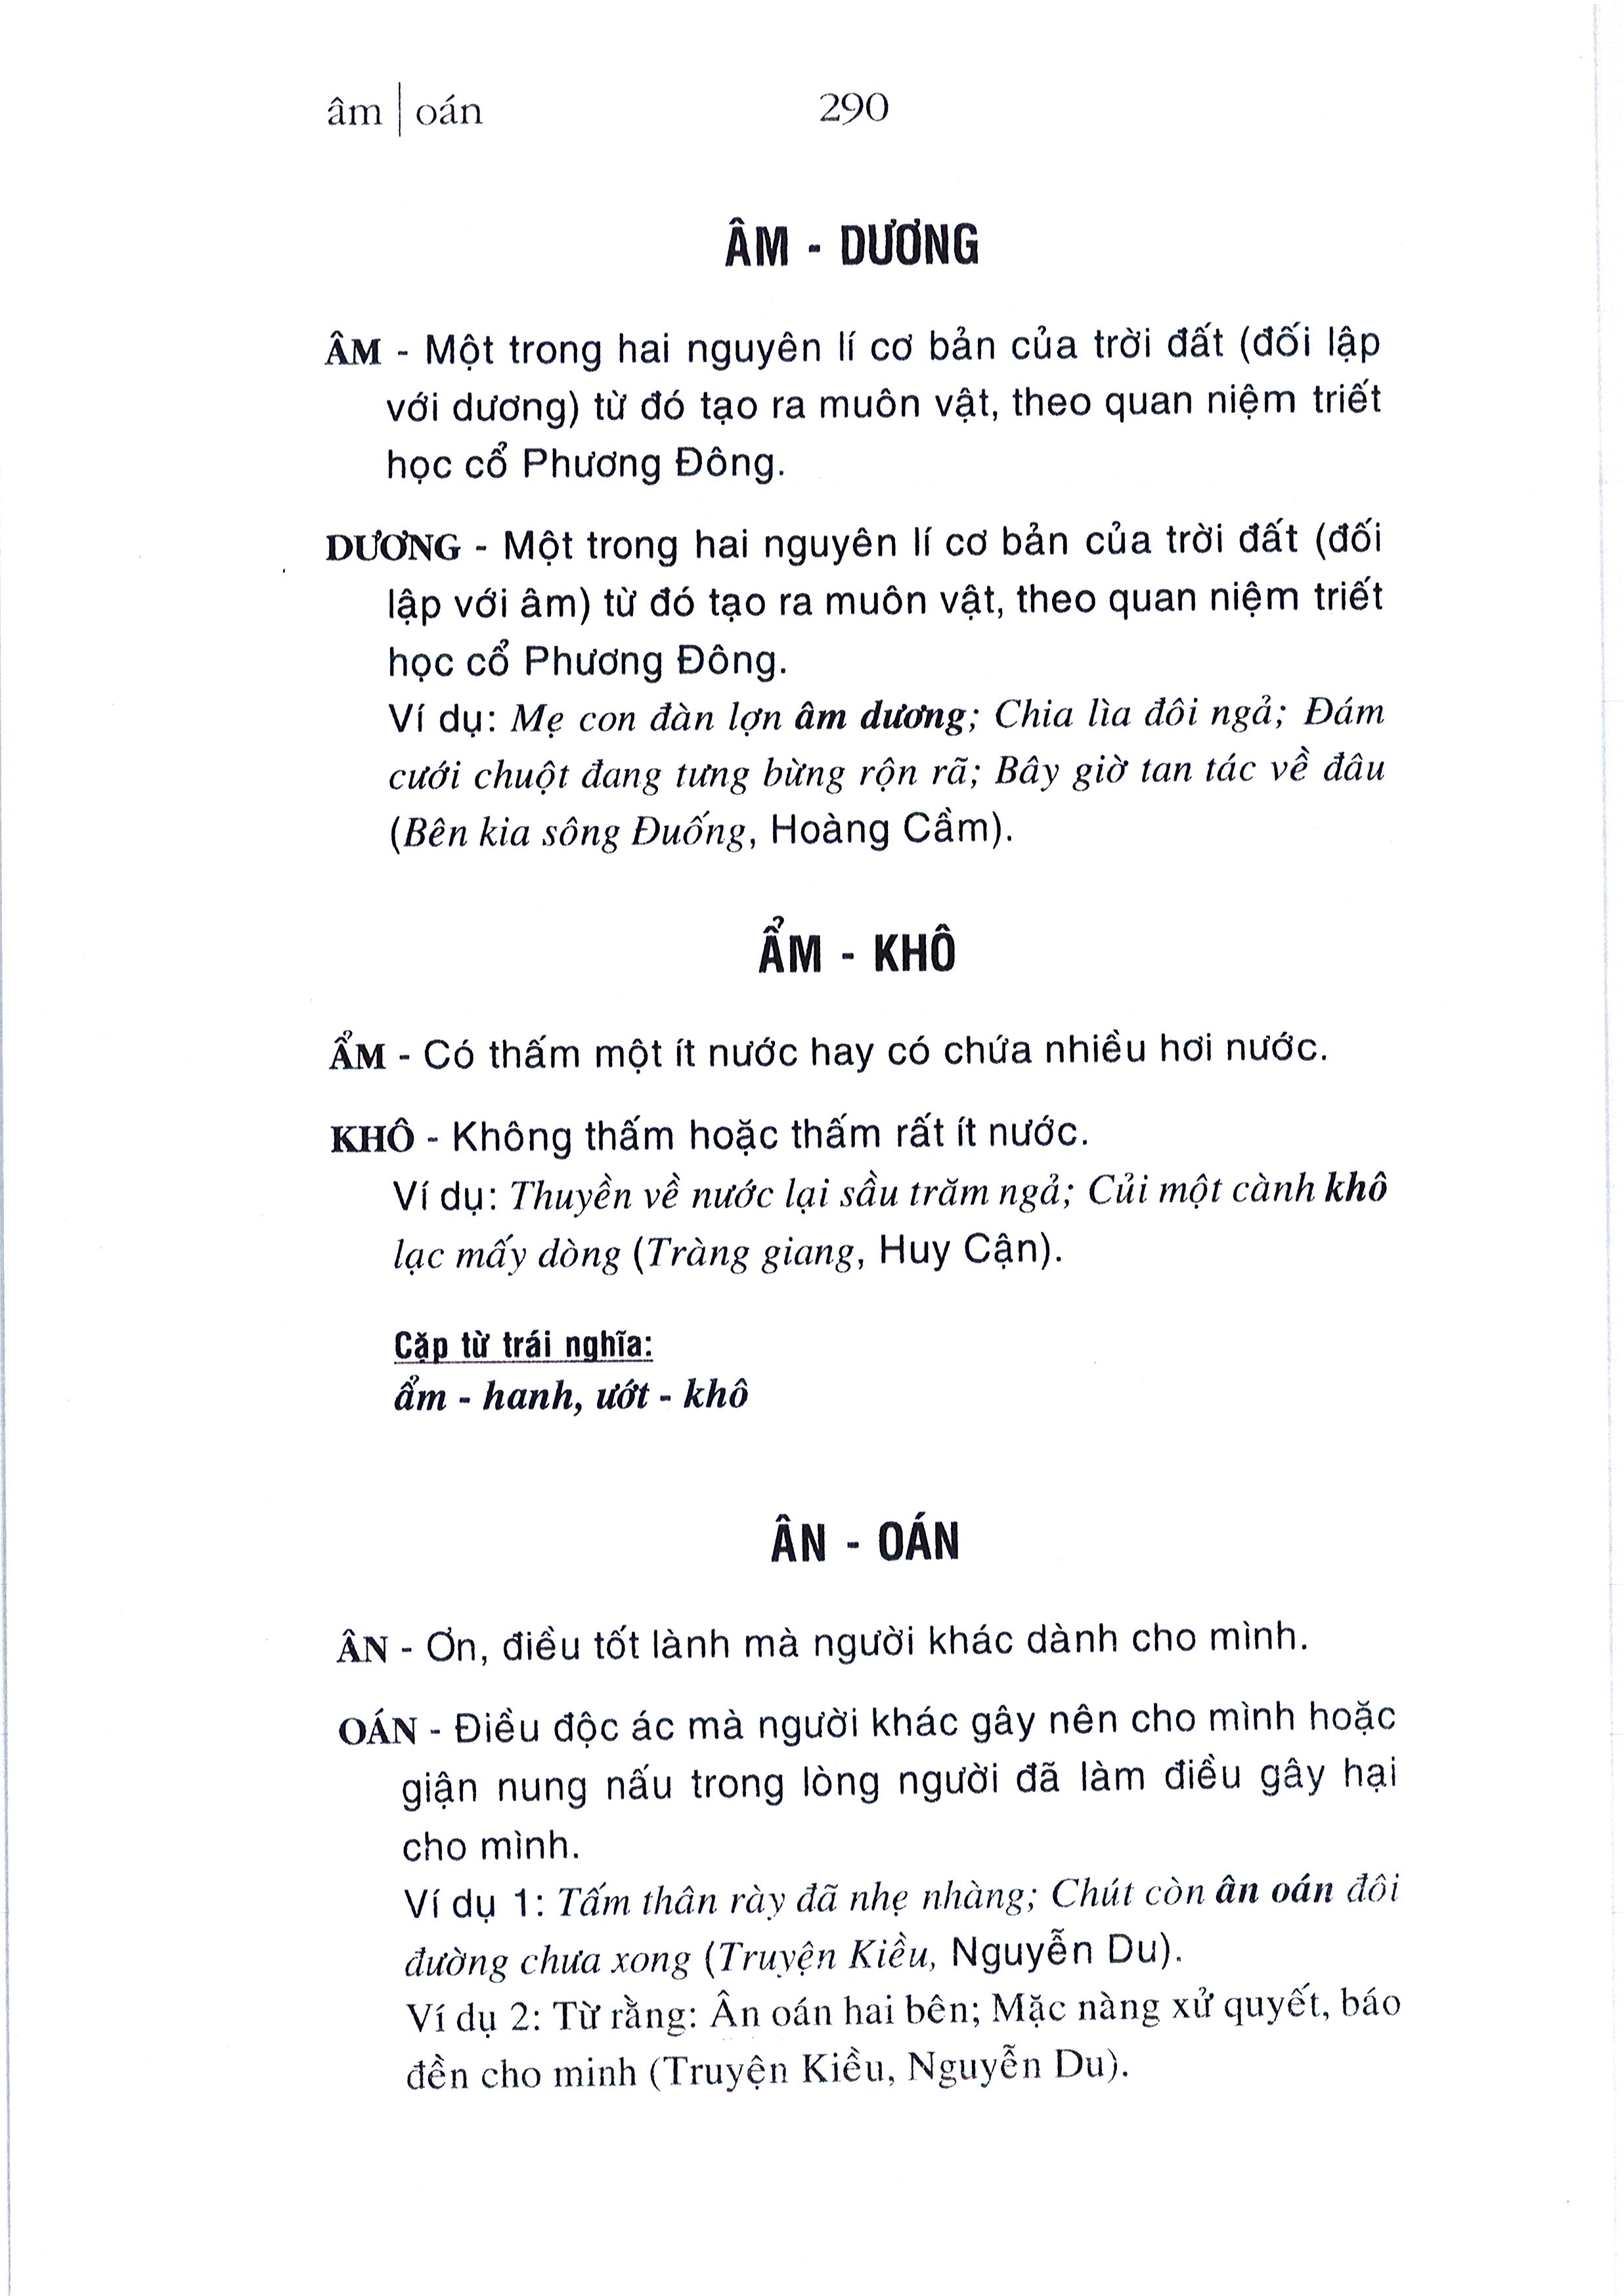 âm | oán
290
ÂM - DƯƠNG
ÂM - Một trong hai nguyên lí cơ bản của trời đất (đối lập
với dương) từ đó tạo ra muôn vật, theo quan niệm triết
học cổ Phương Đông.
DƯƠNG - Một trong hai nguyên lí cơ bản của trời đất (đối
lập với âm) từ đó tạo ra muôn vật, theo quan niệm triết
học cổ Phương Đông.
Ví dụ: Mẹ con đàn lợn âm dương; Chia lìa đôi ngả; Đám
cưới chuột đang tưng bừng rộn rã; Bây giờ tan tác về đâu
(Bên kia sông Đuống, Hoàng Cầm).
ẨM - KHÔ
ẨM - Có thấm một ít nước hay có chứa nhiều hơi nước.
KHÔ - Không thấm hoặc thấm rất ít nước.
Ví dụ: Thuyền về nước lại sầu trăm ngả; Củi một cành khô
lạc mấy dòng (Tràng giang, Huy Cận).
Cặp từ trái nghĩa:
ẩm - hanh, ướt - khô
ÂN - OÁN
ÂN - Ơn, điều tốt lành mà người khác dành cho mình.
OÁN - Điều độc ác mà người khác gây nên cho mình hoặc
giận nung nấu trong lòng người đã làm điều gây hại
cho mình.
Ví dụ 1: Tấm thân rày đã nhẹ nhàng; Chút còn ân oán đôi
đường chưa xong (Truyện Kiều, Nguyễn Du).
Ví dụ 2: Từ rằng: Ân oán hai bên; Mặc nàng xử quyết, báo
đền cho minh (Truyện Kiều, Nguyễn Du).